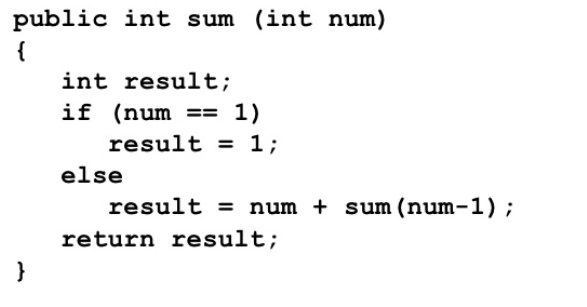 public int sum (int num)
{
   int result;
   if (num == 1)
      result = 1;
   else
      result = num + sum(num-1);
   return result;
}